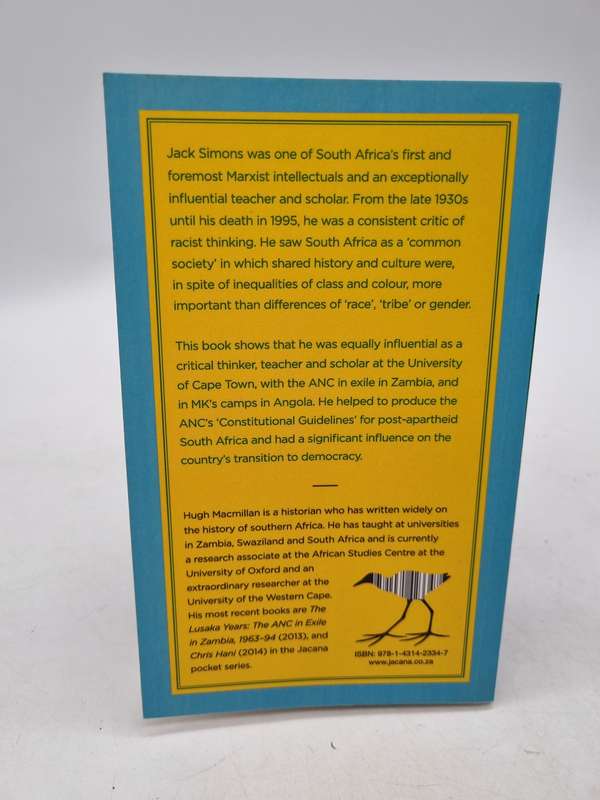 Jack Simons was one of South Africa's first and
foremost Marxist intellectuals and an exceptionally
influential teacher and scholar. From the late 1930s
until his death in 1995, he was a consistent critic of
racist thinking. He saw South Africa as a 'common
society' in which shared history and culture were,
in spite of inequalities of class and colour, more
important than differences of 'race', 'tribe' or gender.
This book shows that he was equally influential as a
critical thinker, teacher and scholar at the University
of Cape Town, with the ANC in exile in Zambia, and
in MK's camps in Angola. He helped to produce the
ANC's 'Constitutional Guidelines' for post-apartheid
South Africa and had a significant influence on the
country's transition to democracy.
Hugh Macmillan is a historian who has written widely on
the history of southern Africa. He has taught at universities
in Zambia, Swaziland and South Africa and is currently
a research associate at the African Studies Centre at the
University of Oxford and an
extraordinary researcher at the
University of the Western Cape.
His most recent books are The
Lusaka Years: The ANC in Exile
in Zambia, 1963–94 (2013), and
Chris Hani (2014) in the Jacana
pocket series.
ISBN: 978-1-4314-2334-7
www.jacana.co.za